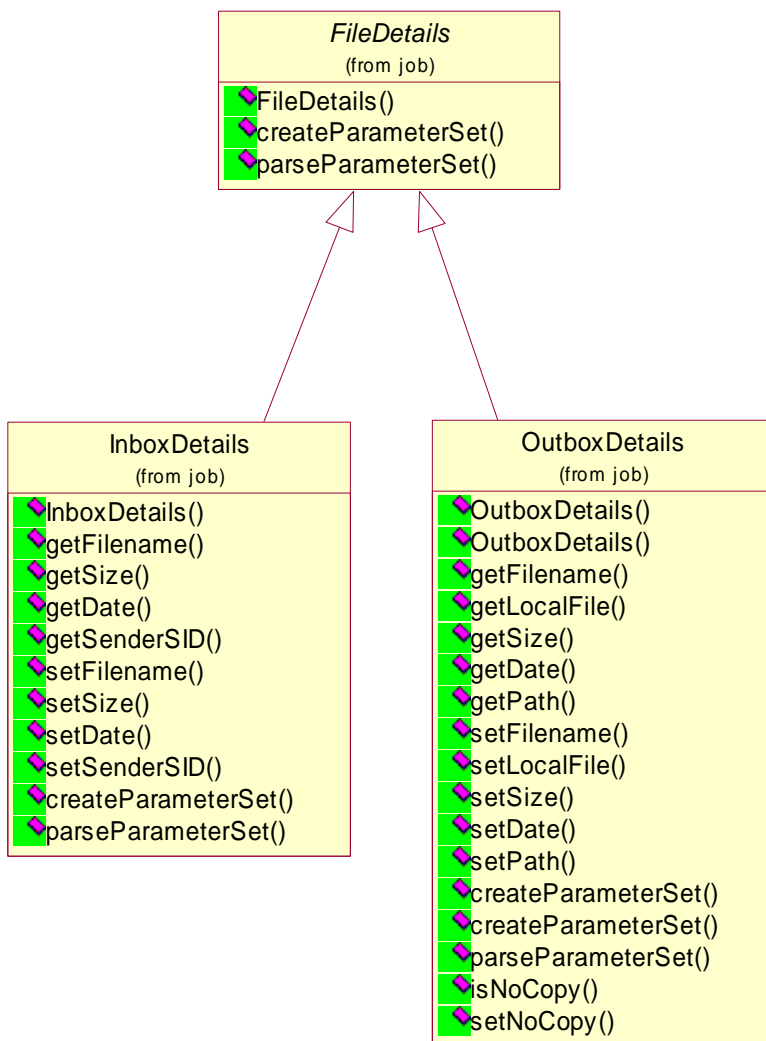 FileDetails
(from job)
FileDetails()
createParameterSet()
parseParameterSet()
InboxDetails
(from job)
InboxDetails()
getFilename()
getSize()
getDate()
getSenderSID()
setFilename()
setSize()
setDate()
setSenderSID()
createParameterSet()
parseParameterSet()
OutboxDetails
(from job)
OutboxDetails()
OutboxDetails()
getFilename()
getLocalFile()
getSize()
getDate()
getPath()
setFilename()
setLocalFile()
setSize()
setDate()
setPath()
createParameterSet()
createParameterSet()
parseParameterSet()
isNoCopy()
setNoCopy()